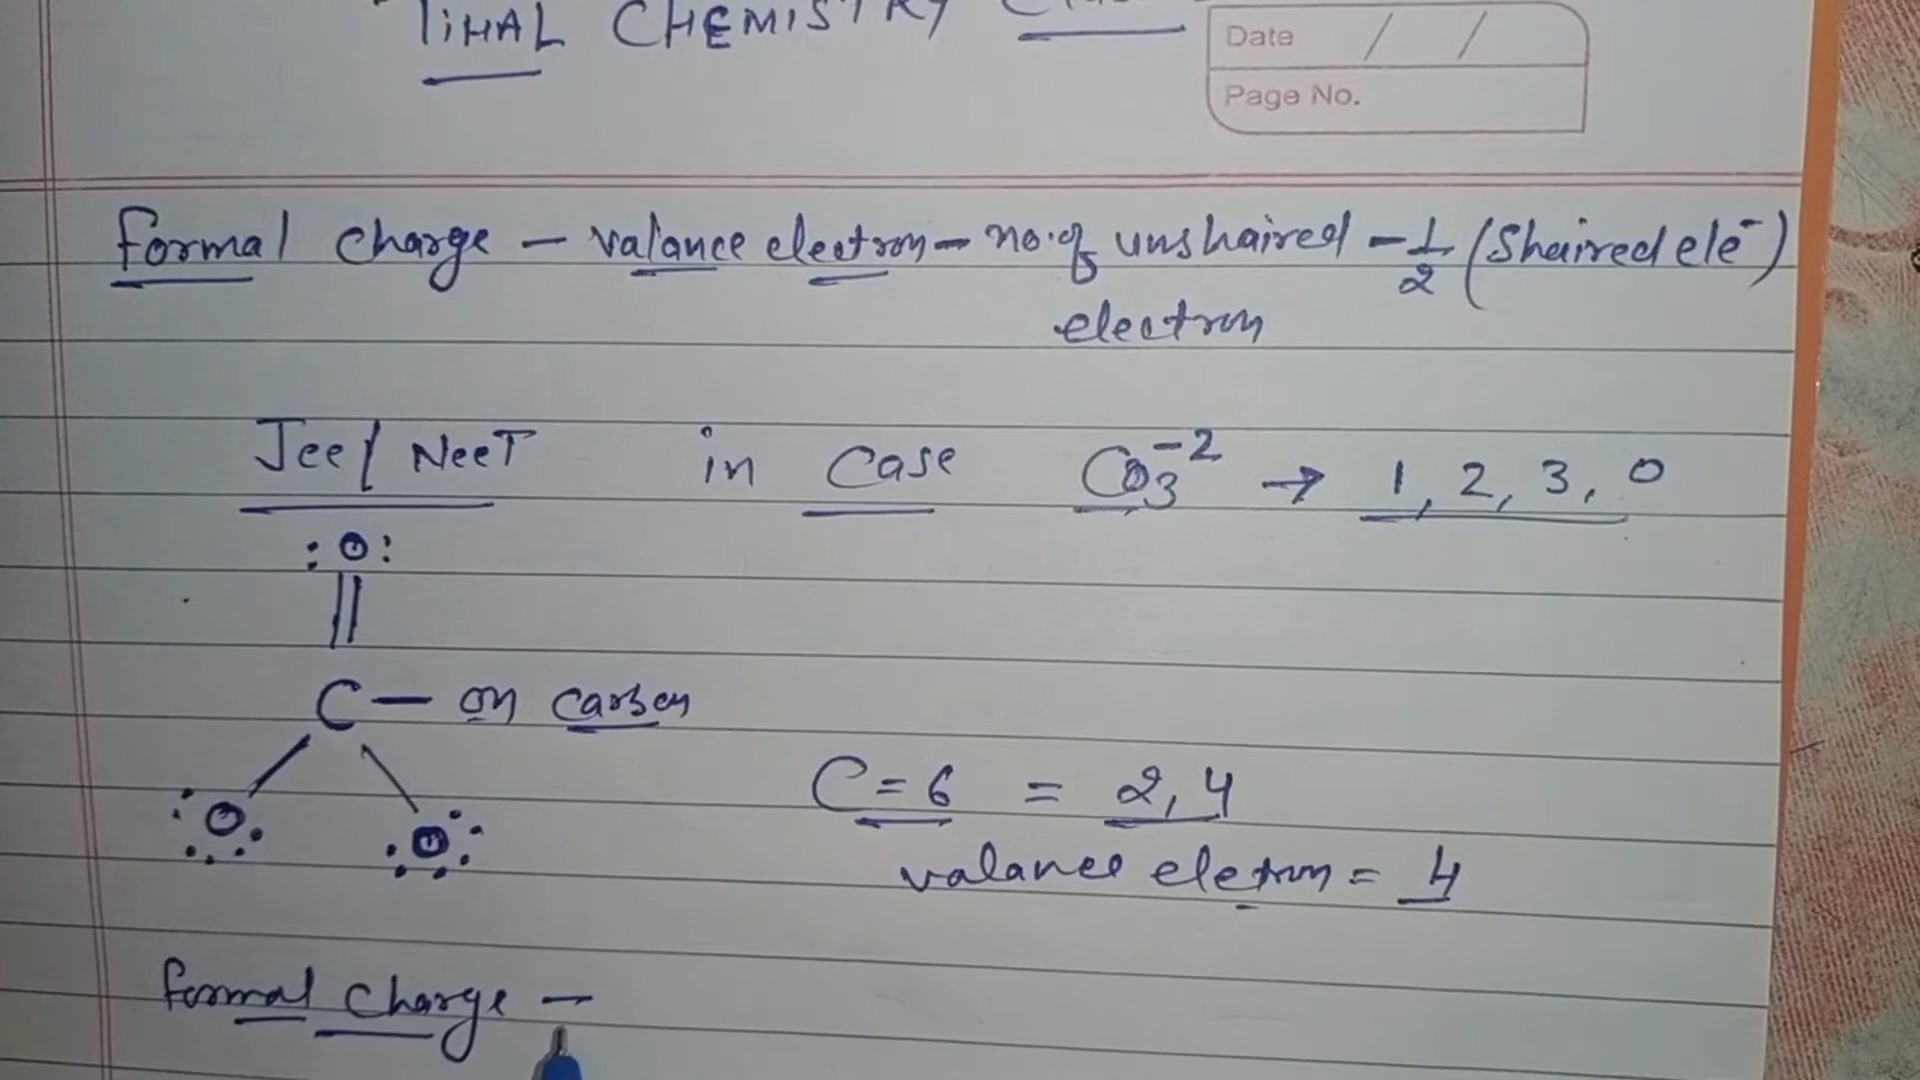 CHEMISTRY
Date / /
Page No.
formal charge - valance electron - no. of unshaired - 1/2 (Shaired ele-)
electron
Jee/ NeeT in Case CO3-2 → 1, 2, 3, 0
:O:
C - on carbon
O O
C = 6 = 2, 4
valance eletron = 4
formal charge -